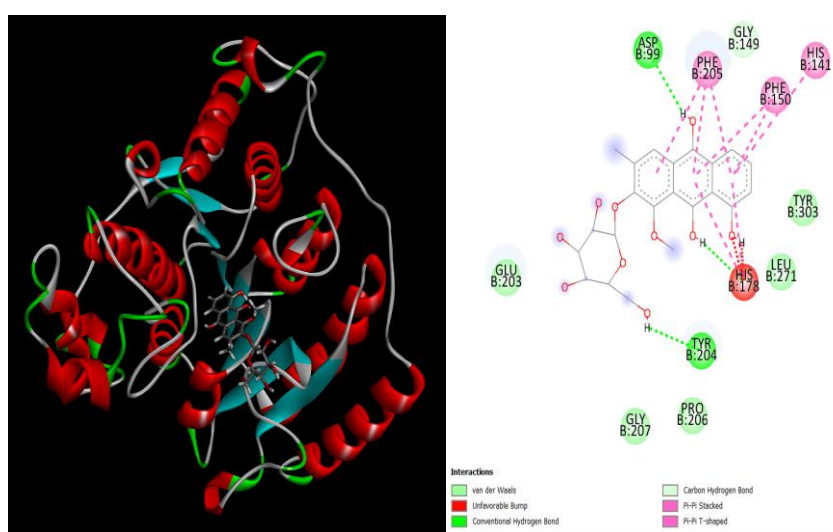 GLY
B:149
ASP
B:99
HIS
B:141
PHE
B:205
PHE
B:150
H
O
TYR
B:303
O
O
O
O
O
H
H
O
O
LEU
B:271
HIS
B:178
GLU
B:203
O
O
H
TYR
B:204
PRO
B:206
GLY
B:207
Interactions
van der Waals
Unfavorable Bump
Conventional Hydrogen Bond
Carbon Hydrogen Bond
Pi-Pi Stacked
Pi-Pi T-shaped